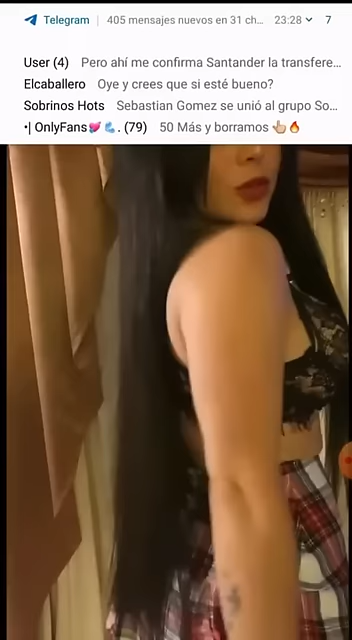 Telegram | 405 mensajes nuevos en 31 ch... 23:28 7
User (4) Pero ahí me confirma Santander la transfere...
Elcaballero Oye y crees que si esté bueno?
Sobrinos Hots Sebastian Gomez se unió al grupo So...
•| OnlyFans💕💪🏻. (79) 50 Más y borramos 👆🏼🔥